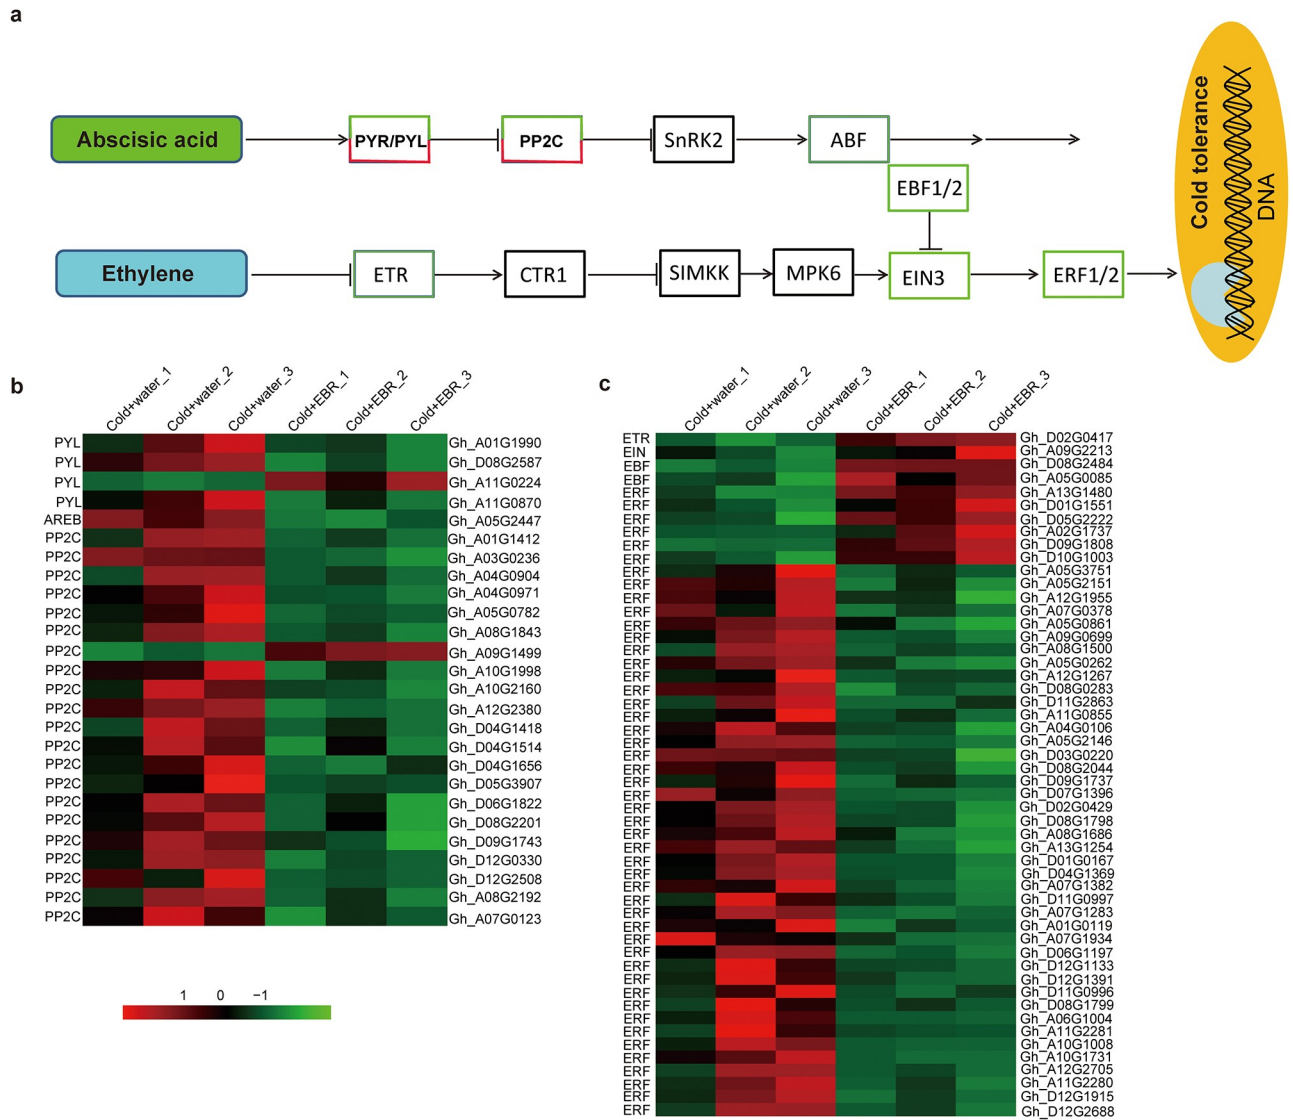 a
Abscisic acid
PYR/PYL
PP2C
SnRK2
ABF
EBF1/2
Ethylene
ETR
CTR1
SIMKK
MPK6
EIN3
ERF1/2
Cold tolerance
DNA
b
Cold+water_1
Cold+water_2
Cold+water_3
Cold+EBR_1
Cold+EBR_2
Cold+EBR_3
PYL Gh_A01G1990
PYL Gh_D08G2587
PYL Gh_A11G0224
PYL Gh_A11G0870
AREB Gh_A05G2447
PP2C Gh_A01G1412
PP2C Gh_A03G0236
PP2C Gh_A04G0904
PP2C Gh_A04G0971
PP2C Gh_A05G0782
PP2C Gh_A08G1843
PP2C Gh_A09G1499
PP2C Gh_A10G1998
PP2C Gh_A10G2160
PP2C Gh_A12G2380
PP2C Gh_D04G1418
PP2C Gh_D04G1514
PP2C Gh_D04G1656
PP2C Gh_D05G3907
PP2C Gh_D06G1822
PP2C Gh_D08G2201
PP2C Gh_D09G1743
PP2C Gh_D12G0330
PP2C Gh_D12G2508
PP2C Gh_A08G2192
PP2C Gh_A07G0123
1 0 −1
c
Cold+water_1
Cold+water_2
Cold+water_3
Cold+EBR_1
Cold+EBR_2
Cold+EBR_3
ETR Gh_D02G0417
EIN Gh_A09G2213
EBF Gh_D08G2484
EBF Gh_A05G0085
ERF Gh_A13G1480
ERF Gh_D01G1551
ERF Gh_D05G2222
ERF Gh_A02G1737
ERF Gh_D09G1808
ERF Gh_D10G1003
ERF Gh_A05G3751
ERF Gh_A05G2151
ERF Gh_A12G1955
ERF Gh_A07G0378
ERF Gh_A05G0861
ERF Gh_A09G0699
ERF Gh_A08G1500
ERF Gh_A05G0262
ERF Gh_A12G1267
ERF Gh_D08G0283
ERF Gh_D11G2863
ERF Gh_A11G0855
ERF Gh_A04G0106
ERF Gh_A05G2146
ERF Gh_D03G0220
ERF Gh_D08G2044
ERF Gh_D09G1737
ERF Gh_D07G1396
ERF Gh_D02G0429
ERF Gh_D08G1798
ERF Gh_A08G1686
ERF Gh_A13G1254
ERF Gh_D01G0167
ERF Gh_D04G1369
ERF Gh_A07G1382
ERF Gh_D11G0997
ERF Gh_A07G1283
ERF Gh_A01G0119
ERF Gh_A07G1934
ERF Gh_D06G1197
ERF Gh_D12G1133
ERF Gh_D12G1391
ERF Gh_D11G0996
ERF Gh_D08G1799
ERF Gh_A06G1004
ERF Gh_A11G2281
ERF Gh_A10G1008
ERF Gh_A10G1731
ERF Gh_A12G2705
ERF Gh_A11G2280
ERF Gh_D12G1915
ERF Gh_D12G2688